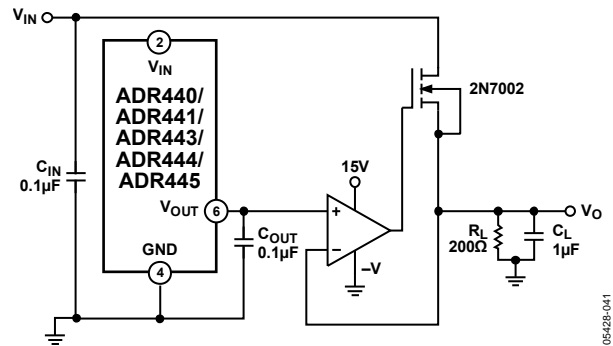 VIN
2
VIN
2N7002
ADR440/
ADR441/
ADR443/
ADR444/
ADR445
CIN
0.1µF
15V
VOUT
6
+
VO
–
COUT
0.1µF
RL
200Ω
CL
1µF
GND
4
–V
05428-041